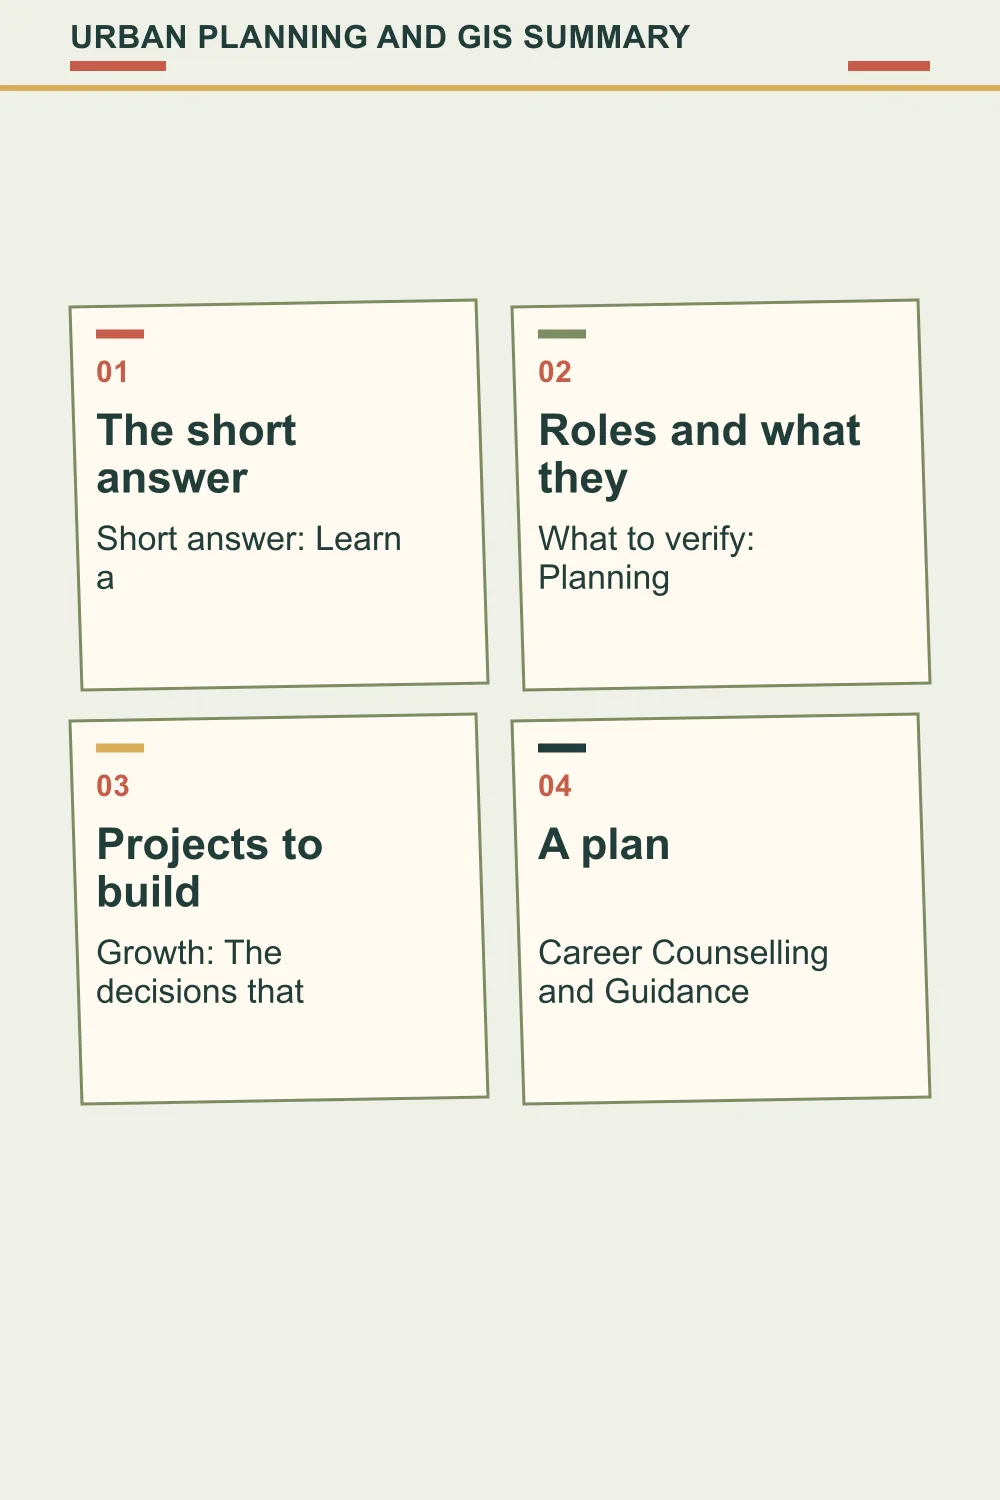 URBAN PLANNING AND GIS SUMMARY
01
The short
answer
Short answer: Learn
a
02
Roles and what
they
What to verify:
Planning
03
Projects to
build
Growth: The
decisions that
04
A plan
Career Counselling
and Guidance